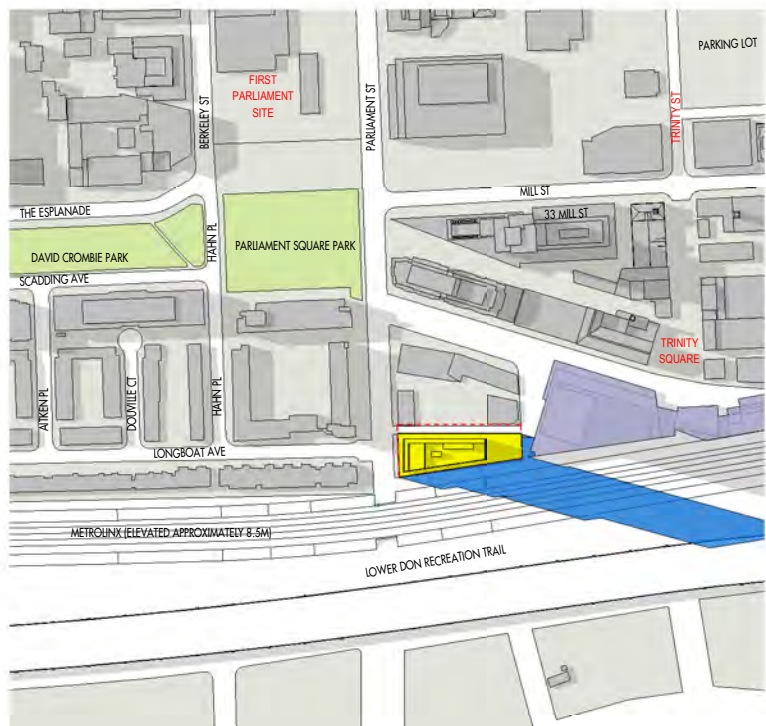 PARKING LOT
FIRST
PARLIAMENT
SITE
BERKELEY ST
PARLIAMENT ST
TRINITY ST
MILL ST
THE ESPLANADE
33 MILL ST
DAVID CROMBIE PARK
HAHN PL
PARLIAMENT SQUARE PARK
SCADDING AVE
TRINITY
SQUARE
AITKEN PL
DOUVILLE CT
HAHN PL
LONGBOAT AVE
METROLINX (ELEVATED APPROXIMATELY 8.5M)
LOWER DON RECREATION TRAIL